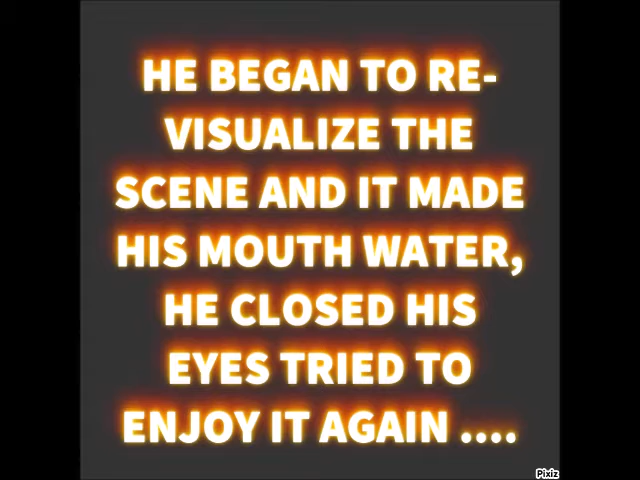 HE BEGAN TO RE-
VISUALIZE THE
SCENE AND IT MADE
HIS MOUTH WATER,
HE CLOSED HIS
EYES TRIED TO
ENJOY IT AGAIN ....
Pixiz